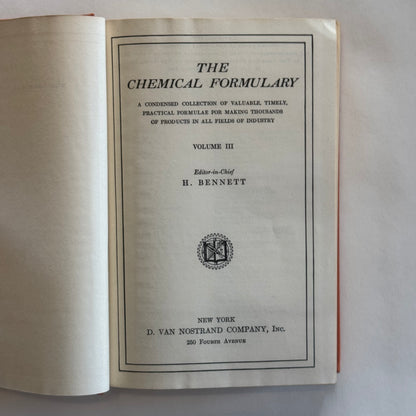 THE
CHEMICAL FORMULARY
A CONDENSED COLLECTION OF VALUABLE, TIMELY,
PRACTICAL FORMULAE FOR MAKING THOUSANDS
OF PRODUCTS IN ALL FIELDS OF INDUSTRY
VOLUME III
Editor-in-Chief
H. BENNETT
NEW YORK
D. VAN NOSTRAND COMPANY, INC.
250 FOURTH AVENUE